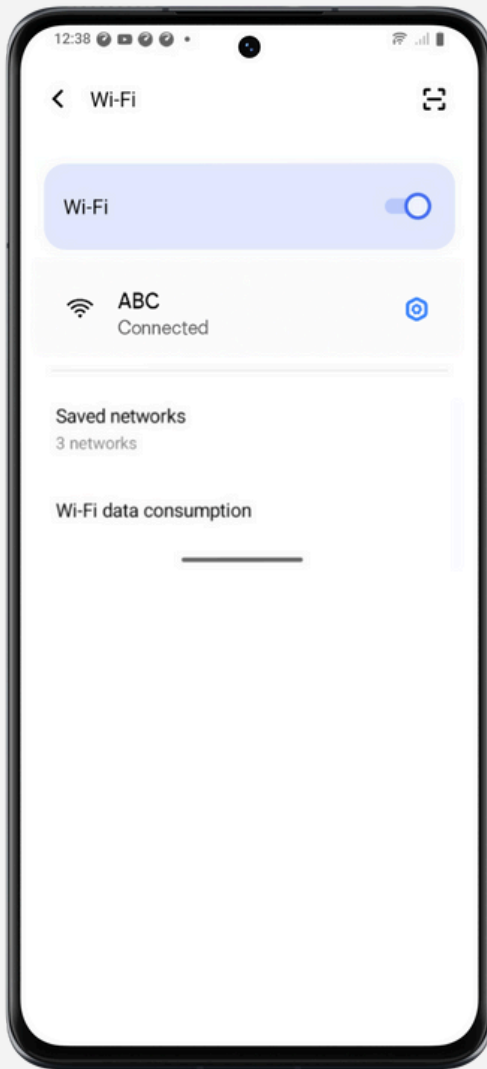 12:38
Wi-Fi
Wi-Fi
ABC
Connected
Saved networks
3 networks
Wi-Fi data consumption